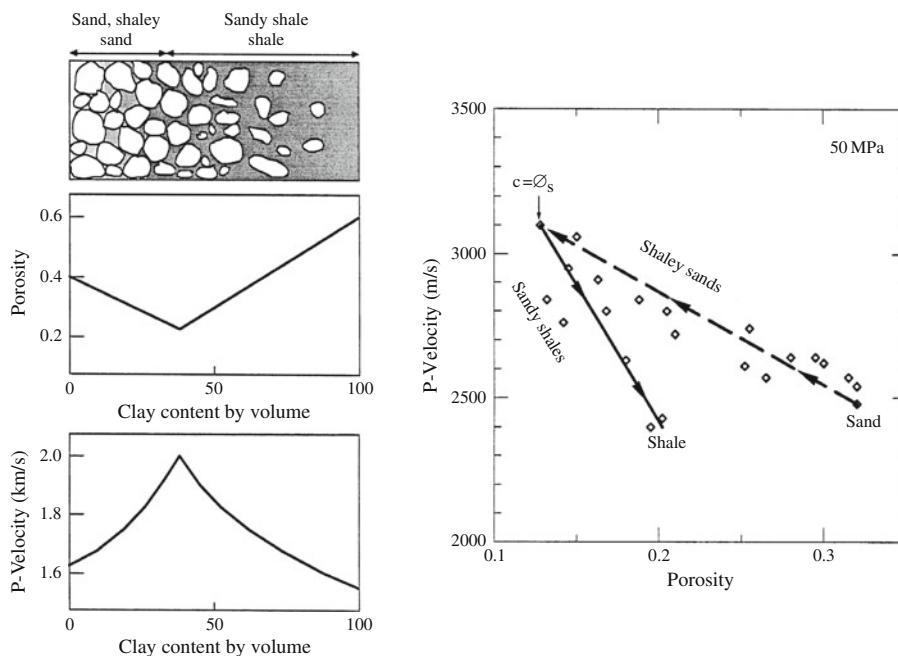 Sand, shaley
sand
Sandy shale
shale
0.6
0.4
0.2
Porosity
0
50
100
Clay content by volume
2.0
1.8
1.6
P-Velocity (km/s)
0
50
100
Clay content by volume
3500
3000
2500
2000
P-Velocity (m/s)
50 MPa
c=∅s
Shaley sands
Sandy shales
Shale
Sand
0.1
0.2
0.3
Porosity